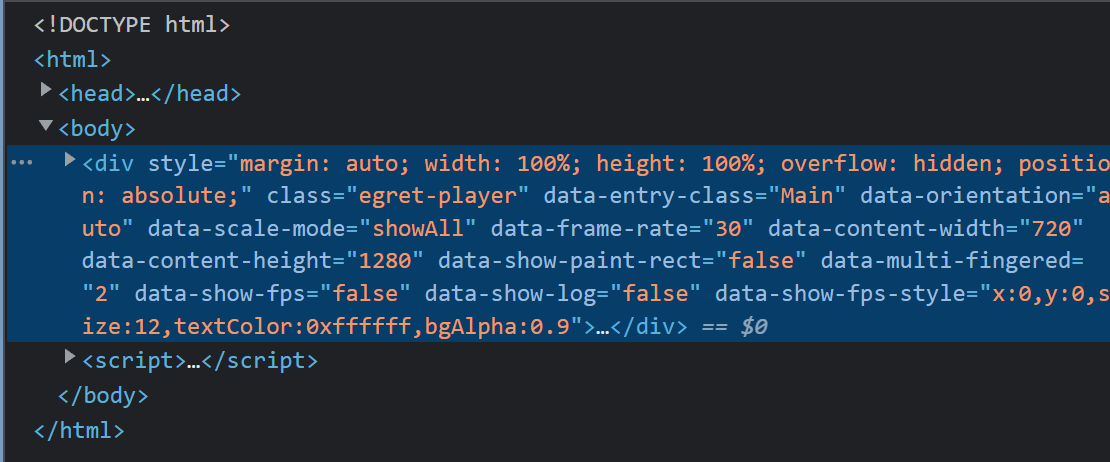 <!DOCTYPE html>
<html>
<head>…</head>
<body>
<div style="margin: auto; width: 100%; height: 100%; overflow: hidden; positio
n: absolute;" class="egret-player" data-entry-class="Main" data-orientation="a
uto" data-scale-mode="showAll" data-frame-rate="30" data-content-width="720"
data-content-height="1280" data-show-paint-rect="false" data-multi-fingered=
"2" data-show-fps="false" data-show-log="false" data-show-fps-style="x:0,y:0,s
ize:12,textColor:0xffffff,bgAlpha:0.9">…</div> == $0
<script>…</script>
</body>
</html>